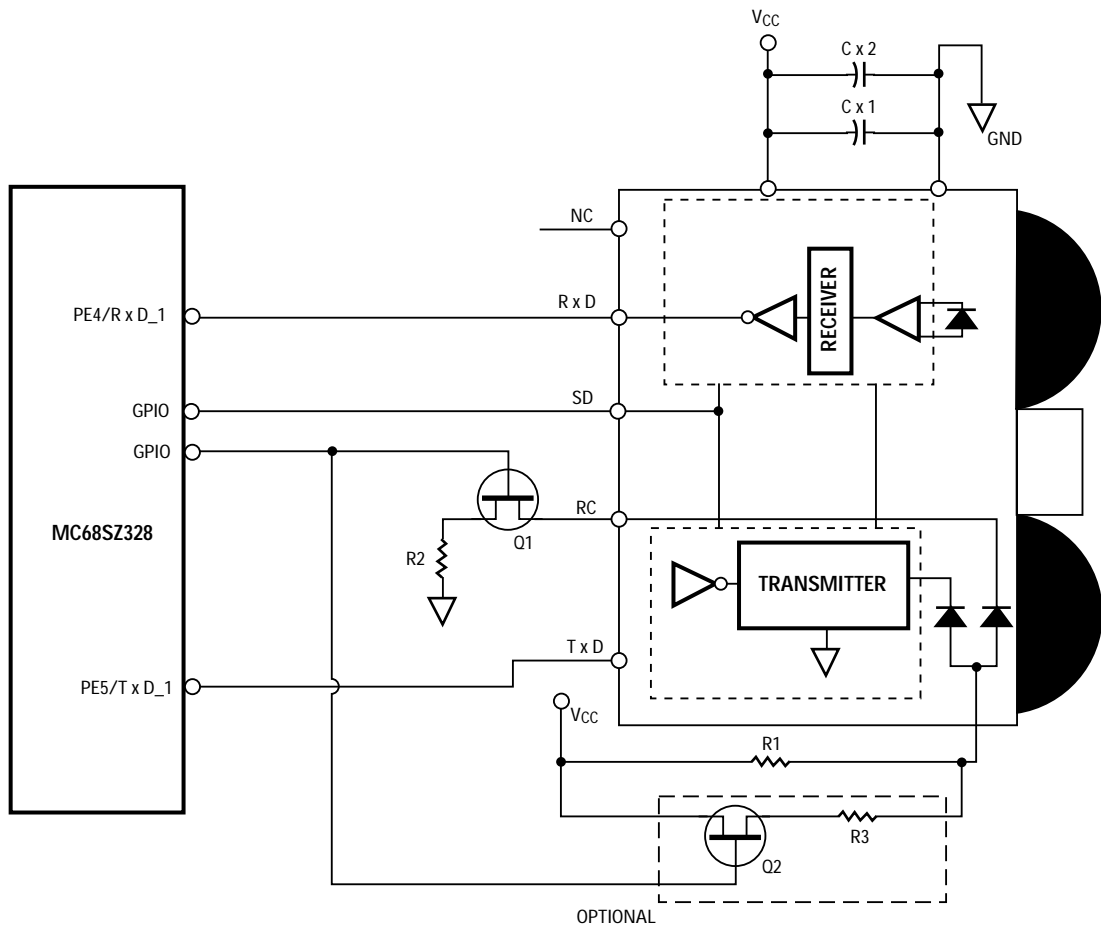 VCC
C x 2
C x 1
GND
NC
PE4/R x D_1
R x D
RECEIVER
GPIO
SD
GPIO
RC
MC68SZ328
Q1
R2
TRANSMITTER
T x D
PE5/T x D_1
VCC
R1
R3
Q2
OPTIONAL